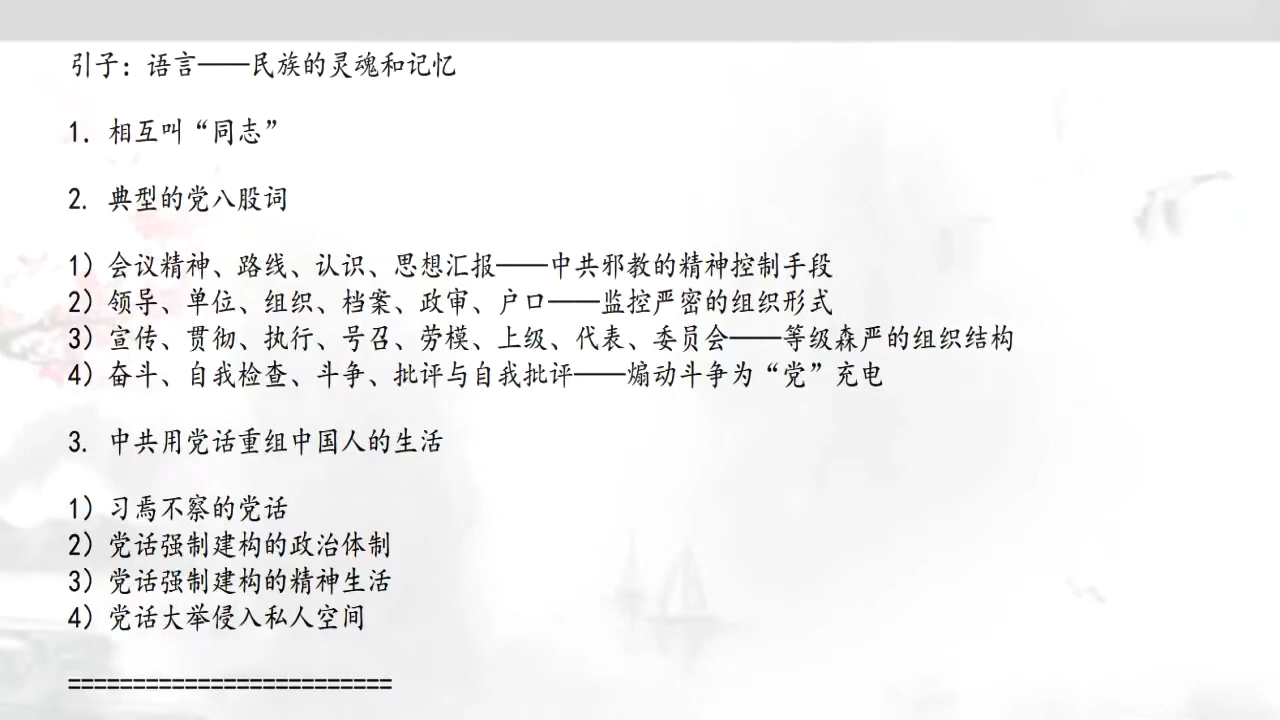 引子：语言——民族的灵魂和记忆
1. 相互叫“同志”
2. 典型的党八股词
1）会议精神、路线、认识、思想汇报——中共邪教的精神控制手段
2）领导、单位、组织、档案、政审、户口——监控严密的组织形式
3）宣传、贯彻、执行、号召、劳模、上级、代表、委员会——等级森严的组织结构
4）奋斗、自我检查、斗争、批评与自我批评——煽动斗争为“党”充电
3. 中共用党话重组中国人的生活
1）习焉不察的党话
2）党话强制建构的政治体制
3）党话强制建构的精神生活
4）党话大举侵入私人空间
=========================